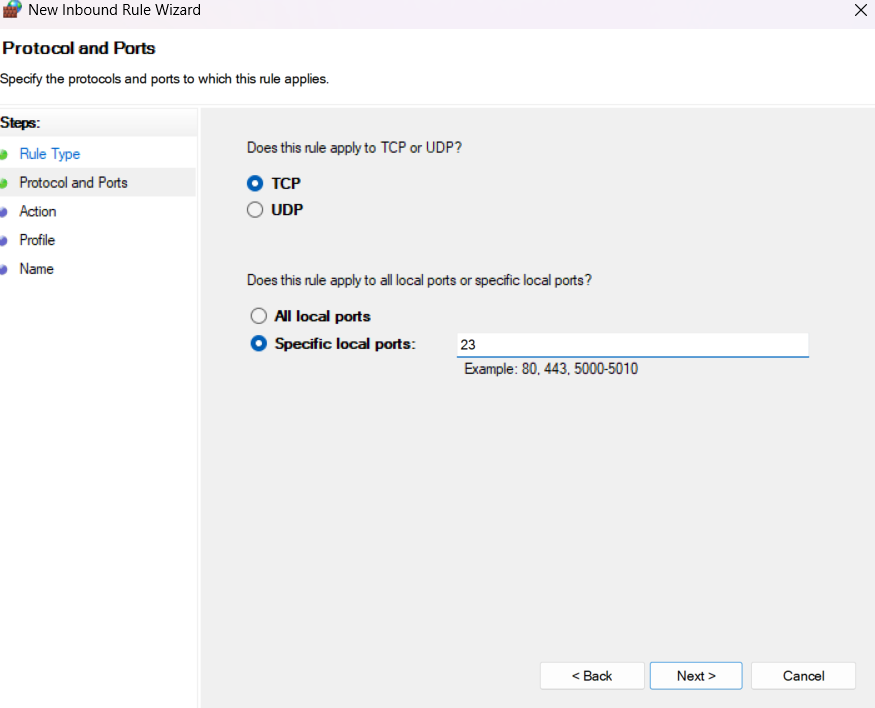 New Inbound Rule Wizard
Protocol and Ports
Specify the protocols and ports to which this rule applies.
Steps:
Rule Type
Protocol and Ports
Action
Profile
Name
Does this rule apply to TCP or UDP?
TCP
UDP
Does this rule apply to all local ports or specific local ports?
All local ports
Specific local ports: 23
Example: 80, 443, 5000-5010
< Back Next > Cancel